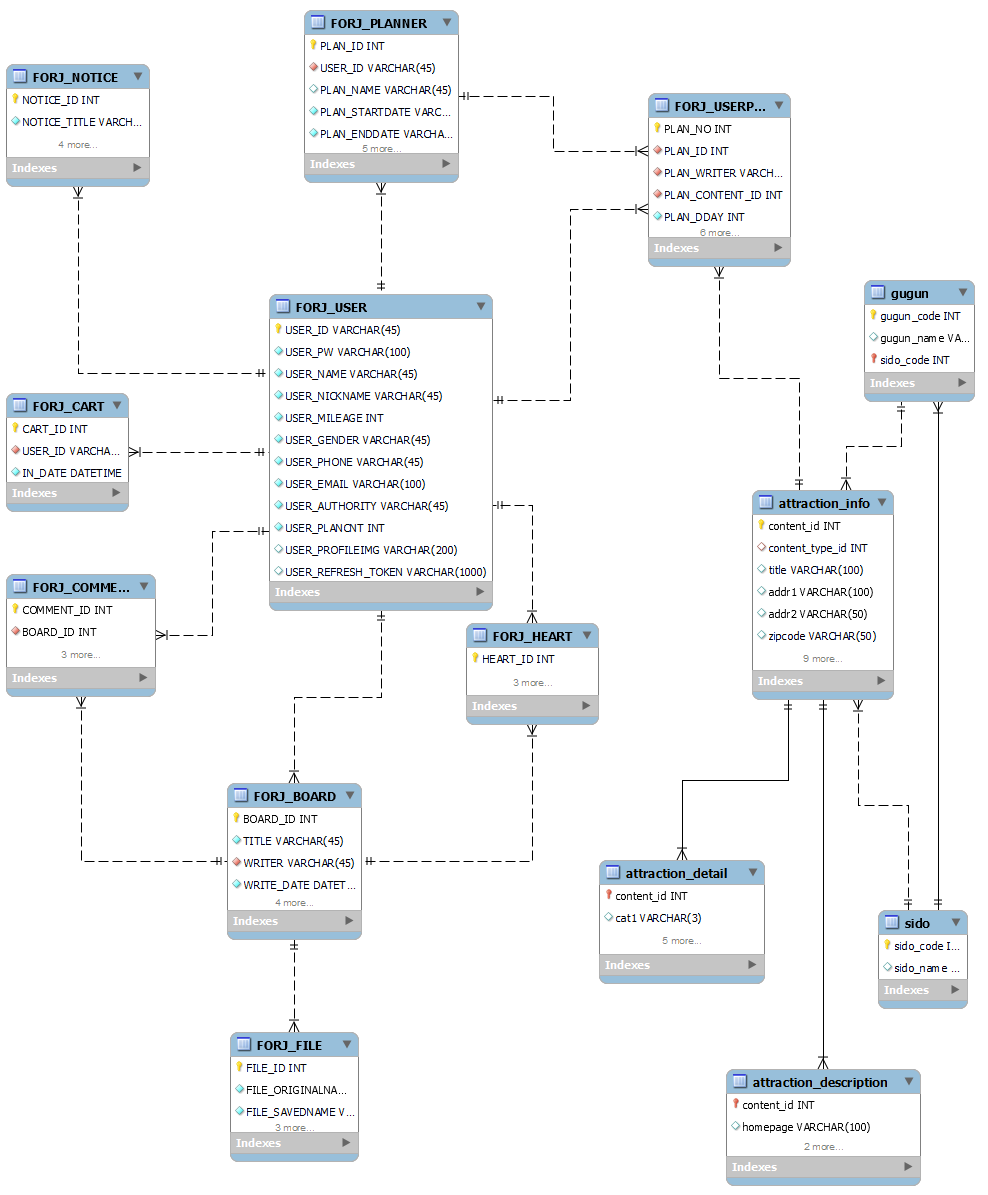 FORJ_PLANNER
PLAN_ID INT
USER_ID VARCHAR(45)
PLAN_NAME VARCHAR(45)
PLAN_STARTDATE VARC...
PLAN_ENDDATE VARCHA...
5 more...
Indexes
FORJ_NOTICE
NOTICE_ID INT
NOTICE_TITLE VARCH...
4 more...
Indexes
FORJ_USERP...
PLAN_NO INT
PLAN_ID INT
PLAN_WRITER VARCH...
PLAN_CONTENT_ID INT
PLAN_DDAY INT
6 more...
Indexes
FORJ_USER
USER_ID VARCHAR(45)
USER_PW VARCHAR(100)
USER_NAME VARCHAR(45)
USER_NICKNAME VARCHAR(45)
USER_MILEAGE INT
USER_GENDER VARCHAR(45)
USER_PHONE VARCHAR(45)
USER_EMAIL VARCHAR(100)
USER_AUTHORITY VARCHAR(45)
USER_PLANCNT INT
USER_PROFILEIMG VARCHAR(200)
USER_REFRESH_TOKEN VARCHAR(1000)
Indexes
gugun
gugun_code INT
gugun_name VA...
sido_code INT
Indexes
FORJ_CART
CART_ID INT
USER_ID VARCHA...
IN_DATE DATETIME
Indexes
attraction_info
content_id INT
content_type_id INT
title VARCHAR(100)
addr1 VARCHAR(100)
addr2 VARCHAR(50)
zipcode VARCHAR(50)
9 more...
Indexes
FORJ_COMME...
COMMENT_ID INT
BOARD_ID INT
3 more...
Indexes
FORJ_HEART
HEART_ID INT
3 more...
Indexes
FORJ_BOARD
BOARD_ID INT
TITLE VARCHAR(45)
WRITER VARCHAR(45)
WRITE_DATE DATET...
4 more...
Indexes
attraction_detail
content_id INT
cat1 VARCHAR(3)
5 more...
Indexes
sido
sido_code I...
sido_name ...
Indexes
FORJ_FILE
FILE_ID INT
FILE_ORIGINALNA...
FILE_SAVEDNAME V...
3 more...
Indexes
attraction_description
content_id INT
homepage VARCHAR(100)
2 more...
Indexes